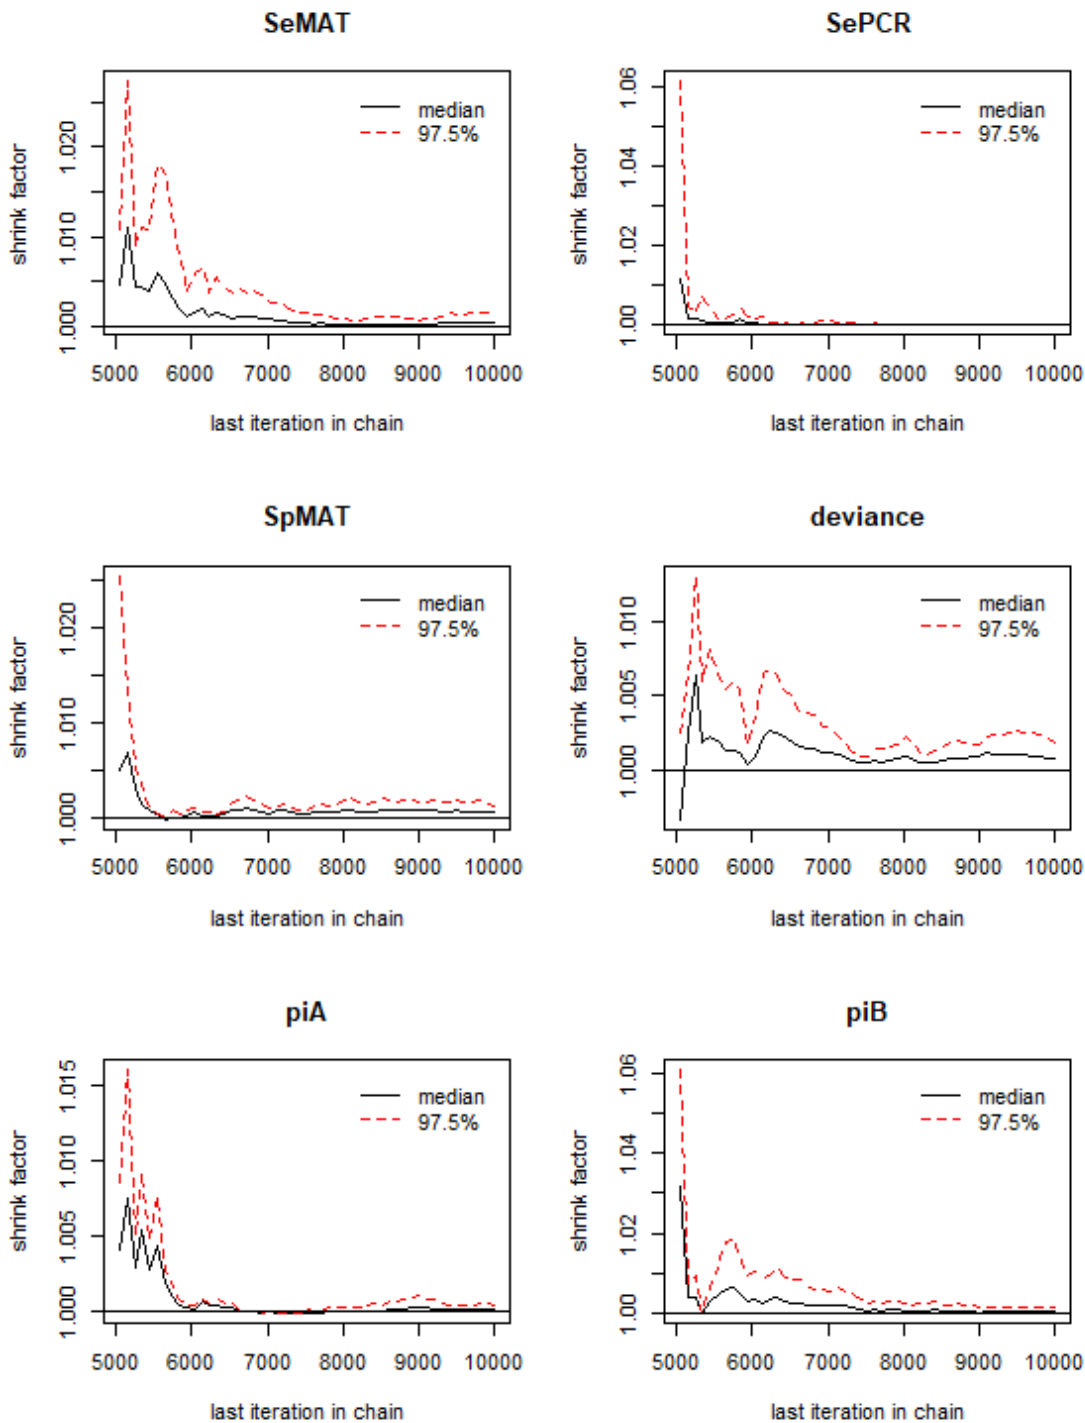 SeMAT
shrink factor
1.020
1.010
1.000
median
97.5%
5000 6000 7000 8000 9000 10000
last iteration in chain
SePCR
shrink factor
1.06
1.04
1.02
1.00
median
97.5%
5000 6000 7000 8000 9000 10000
last iteration in chain
SpMAT
shrink factor
1.020
1.010
1.000
median
97.5%
5000 6000 7000 8000 9000 10000
last iteration in chain
deviance
shrink factor
1.010
1.005
1.000
median
97.5%
5000 6000 7000 8000 9000 10000
last iteration in chain
piA
shrink factor
1.015
1.010
1.005
1.000
median
97.5%
5000 6000 7000 8000 9000 10000
last iteration in chain
piB
shrink factor
1.06
1.04
1.02
1.00
median
97.5%
5000 6000 7000 8000 9000 10000
last iteration in chain